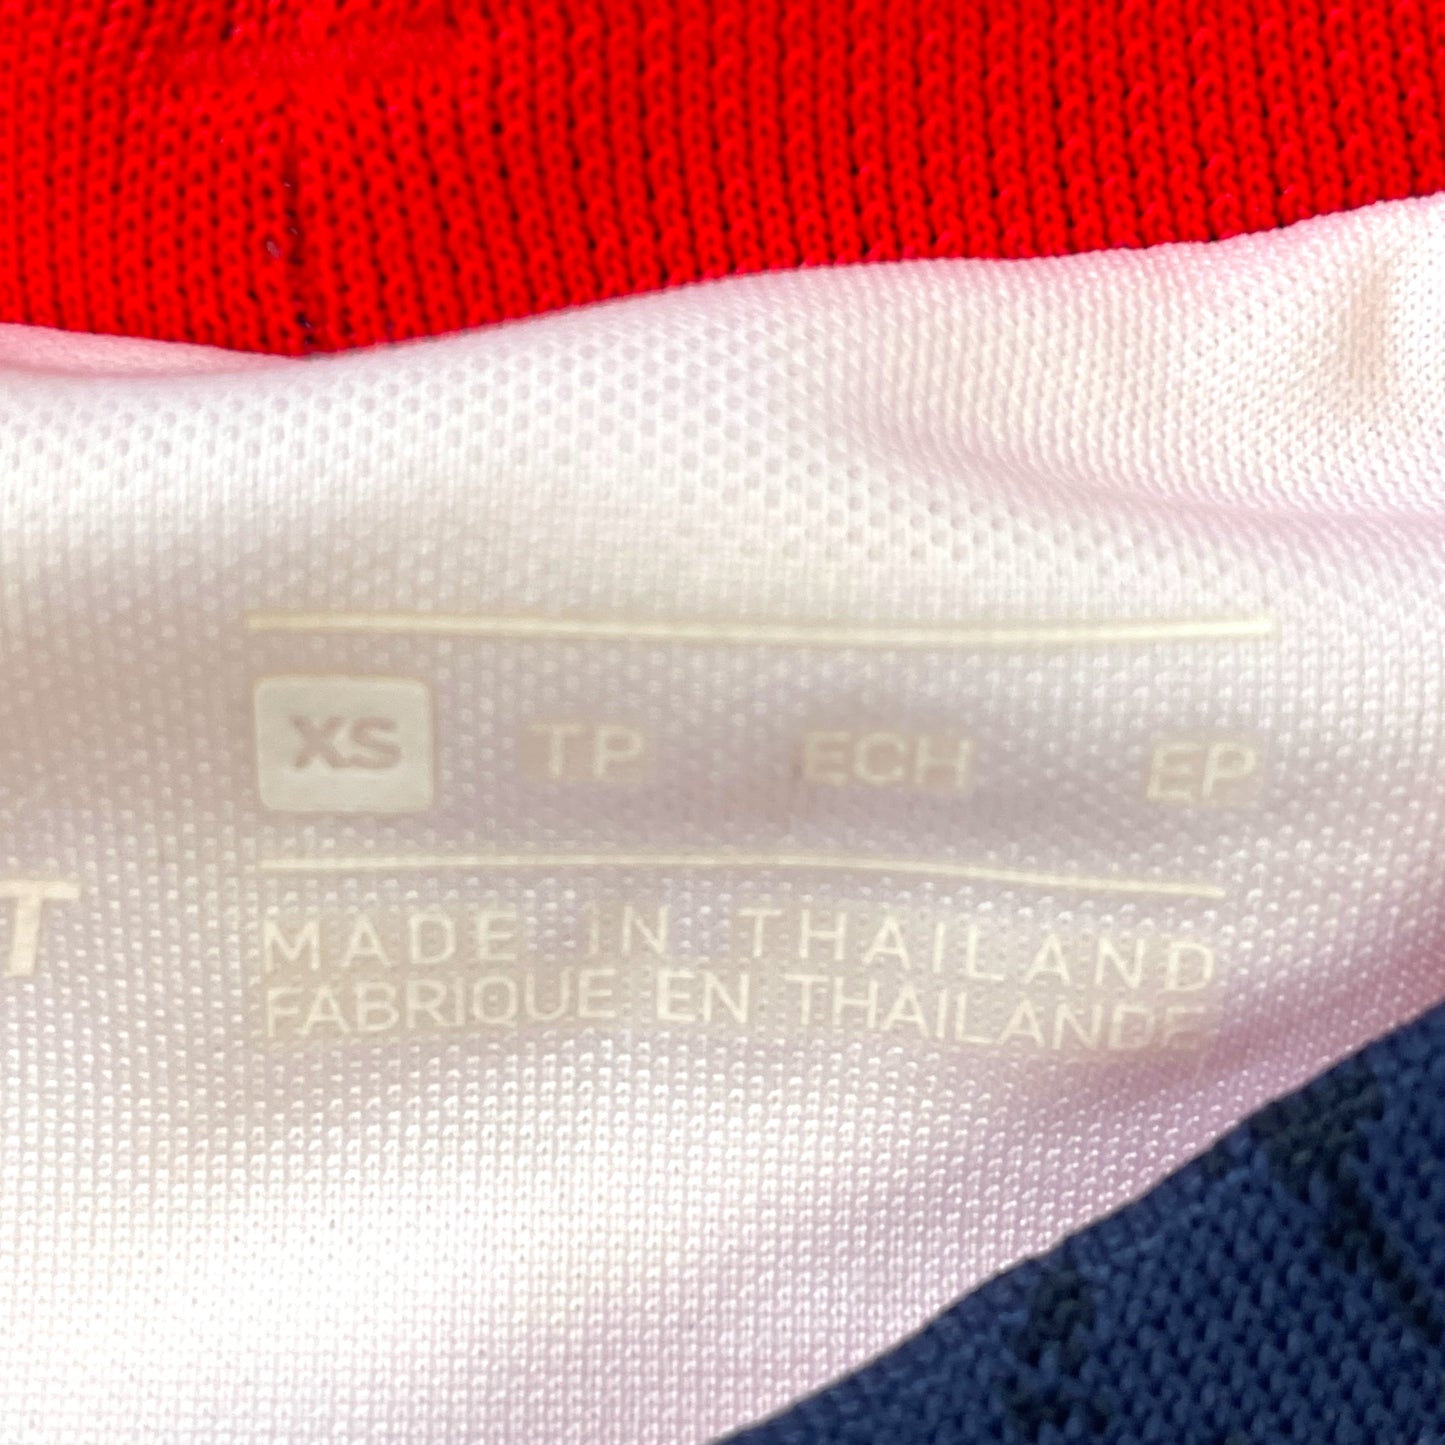 XS TP ECH EP
T
MADE IN THAILAND
FABRIQUE EN THAILANDE